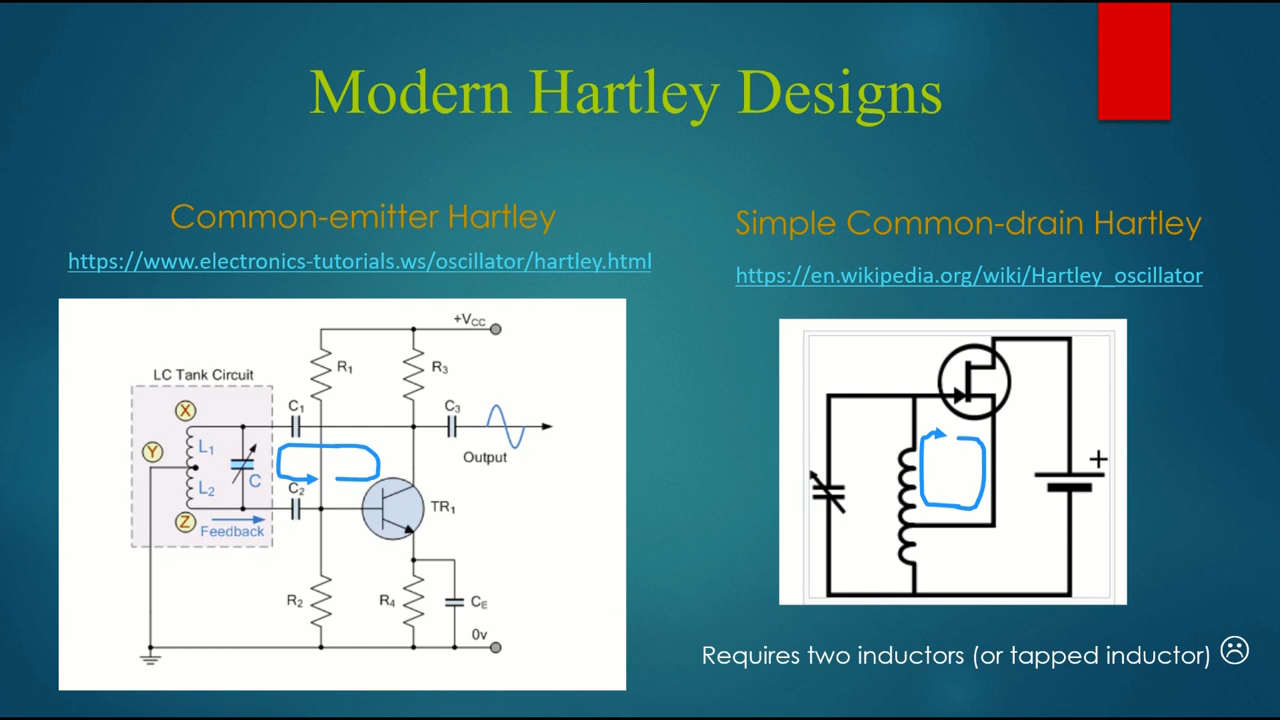 Modern Hartley Designs
Common-emitter Hartley
https://www.electronics-tutorials.ws/oscillator/hartley.html
Simple Common-drain Hartley
https://en.wikipedia.org/wiki/Hartley_oscillator
+VCC
LC Tank Circuit
R1
R3
X
C1
C3
Y
L1
Output
L2
C
C2
Z
Feedback
TR1
R2
R4
CE
0v
+
Requires two inductors (or tapped inductor) ☹